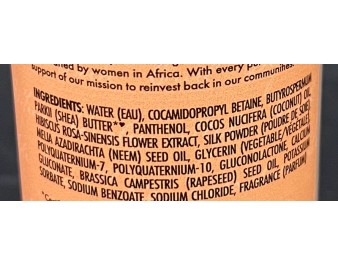 by women in Africa. With every
support of our mission to reinvest back in our communities.
INGREDIENTS: WATER (EAU), COCAMIDOPROPYL BETAINE, BUTYROSPERMUM
PARKII (SHEA) BUTTER*♥, PANTHENOL, COCOS NUCIFERA (COCONUT) OIL,
HIBISCUS ROSA-SINENSIS FLOWER EXTRACT, SILK POWDER (POUDRE DE SOIE),
MELIA AZADIRACHTA (NEEM) SEED OIL, GLYCERIN (VEGETABLE/VÉGÉTALE),
POLYQUATERNIUM-7, POLYQUATERNIUM-10, GLUCONOLACTONE, CALCIUM
GLUCONATE, BRASSICA CAMPESTRIS (RAPESEED) SEED OIL, POTASSIUM
SORBATE, SODIUM BENZOATE, SODIUM CHLORIDE, FRAGRANCE (PARFUM)